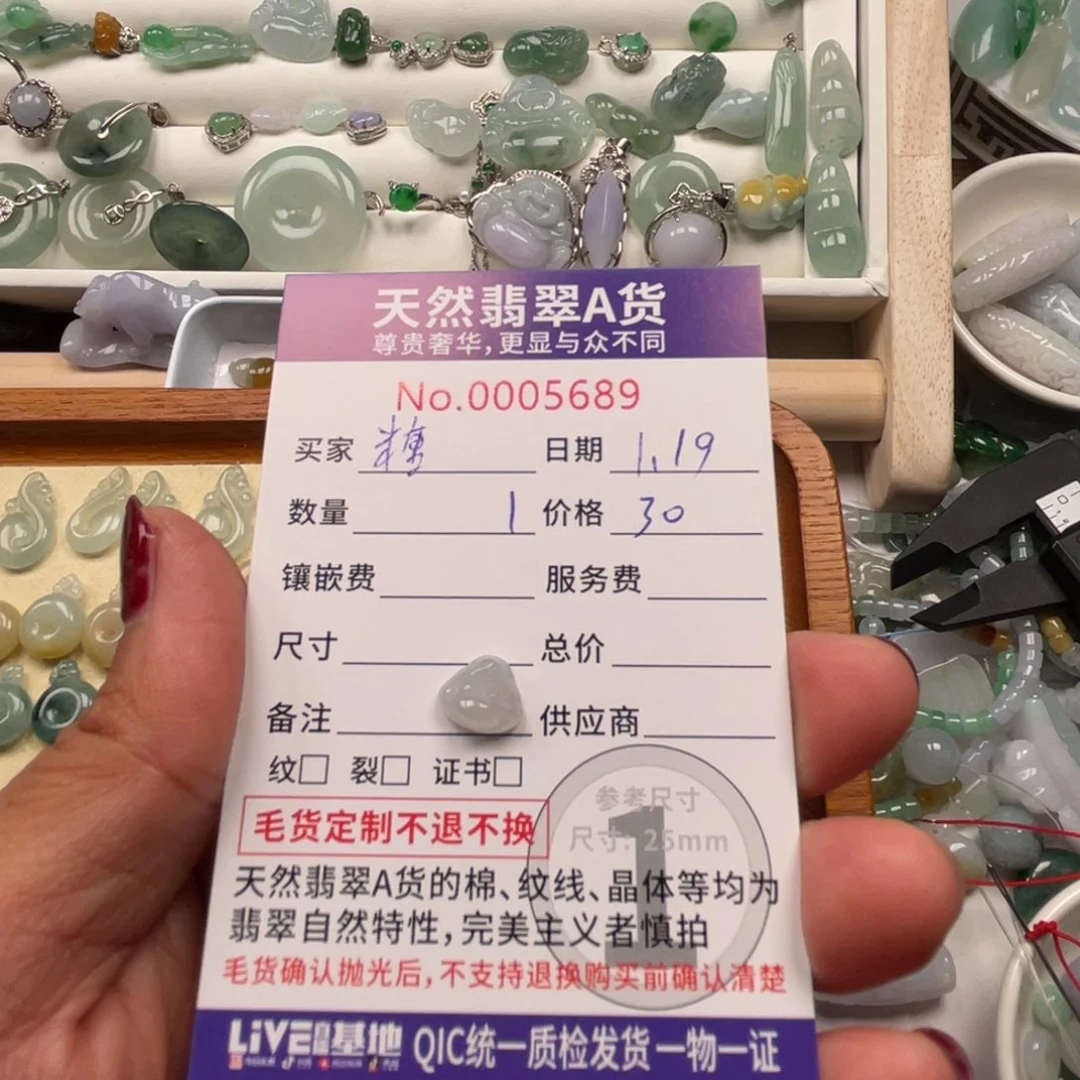 天然翡翠A货
尊贵奢华,更显与众不同
No.0005689
买家 糖 日期 1.19
数量 1 价格 30
镶嵌费 服务费
尺寸 总价
备注 供应商
纹□ 裂□ 证书□
参考尺寸
尺寸: 25mm
1
毛货定制不退不换
天然翡翠A货的棉、纹线、晶体等均为
翡翠自然特性,完美主义者慎拍
毛货确认抛光后,不支持退换购买前确认清楚
LiVE直播基地 QIC统一质检发货 一物一证